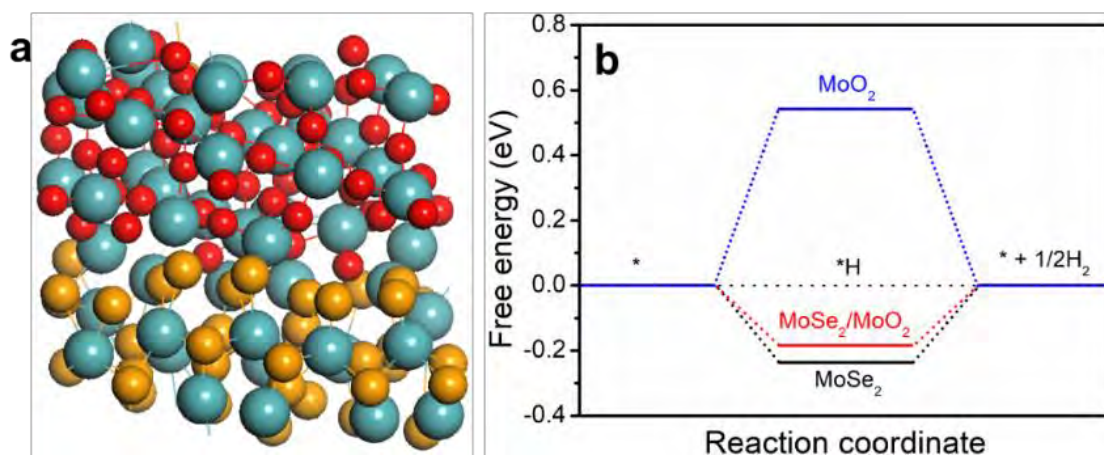 a
b
0.8
0.6
0.4
0.2
0.0
-0.2
-0.4
Free energy (eV)
MoO₂
*
*H
* + 1/2H₂
MoSe₂/MoO₂
MoSe₂
Reaction coordinate